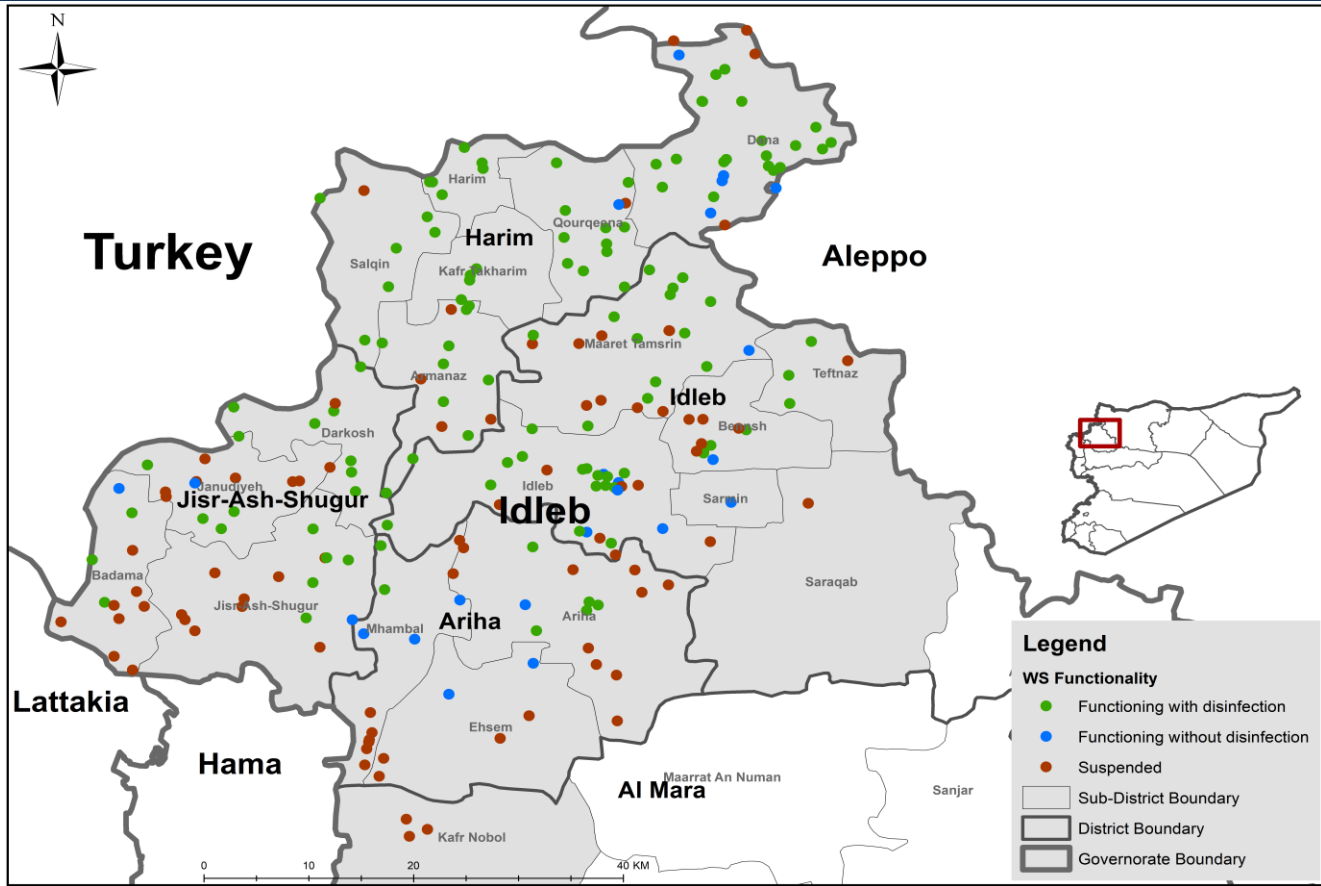 N
Dana
Harim
Harim
Qourqeena
Turkey
Salqin
Kafr Takharim
Aleppo
Maaret Tamsrin
Teftnaz
Armanaz
Idleb
Darkosh
Bennsh
Janudiyeh
Jisr-Ash-Shugur
Idleb
Idleb
Sarmin
Badama
Jisr-Ash-Shugur
Saraqab
Mhambal
Ariha
Ariha
Lattakia
Ehsem
Hama
Al Mara
Maarrat An Numan
Sanjar
Kafr Nobol
0 10 20 40 KM
Legend
WS Functionality
Functioning with disinfection
Functioning without disinfection
Suspended
Sub-District Boundary
District Boundary
Governorate Boundary